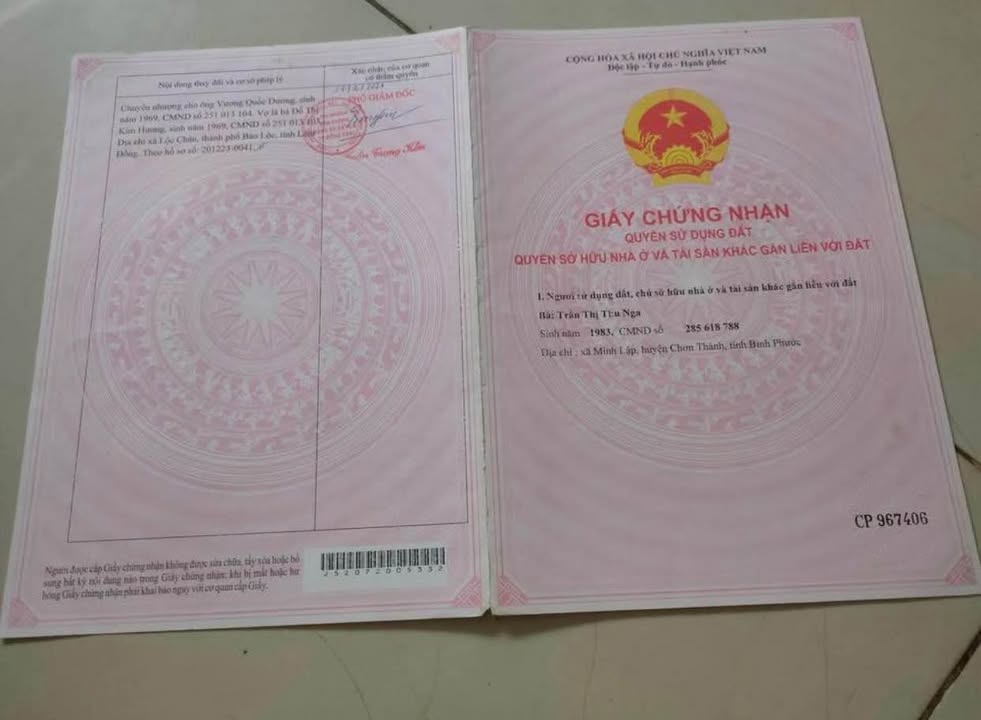 Nội dung thay đổi và cơ sở pháp lý
Xác nhận của cơ quan
có thẩm quyền
Chuyển nhượng cho ông Vương Quốc Dương, sinh
năm 1969, CMND số 251 013 104. Vợ là bà Đỗ Thị
Kim Hương, sinh năm 1969, CMND số 251
Địa chỉ xã Lộc Châu, thành phố Bảo Lộc, tỉnh Lâm
Đồng. Theo hồ sơ số: 201223-0041
PHÓ GIÁM ĐỐC
Người được cấp Giấy chứng nhận không được sửa chữa, tẩy xóa hoặc bổ
sung bất kỳ nội dung nào trong Giấy chứng nhận; khi bị mất hoặc hư
hỏng Giấy chứng nhận phải khai báo ngay với cơ quan cấp Giấy.
252072005332
CỘNG HÒA XÃ HỘI CHỦ NGHĨA VIỆT NAM
Độc lập - Tự do - Hạnh phúc
GIẤY CHỨNG NHẬN
QUYỀN SỬ DỤNG ĐẤT
QUYỀN SỞ HỮU NHÀ Ở VÀ TÀI SẢN KHÁC GẮN LIỀN VỚI ĐẤT
I. Người sử dụng đất, chủ sở hữu nhà ở và tài sản khác gắn liền với đất
Bà: Trần Thị Thu Nga
Sinh năm 1983, CMND số 285 618 788
Địa chỉ : xã Minh Lập, huyện Chơn Thành, tỉnh Bình Phước
CP 967406